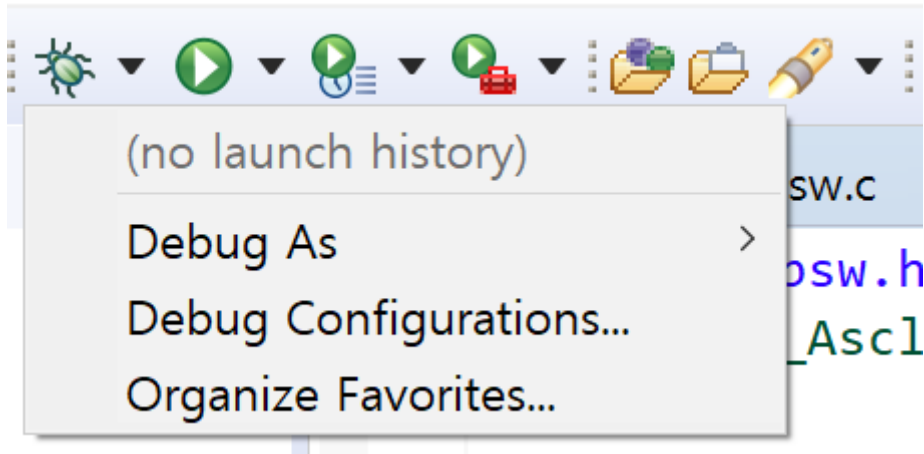 (no launch history)
sw.c
Debug As
osw.h
Debug Configurations...
_Ascl
Organize Favorites...